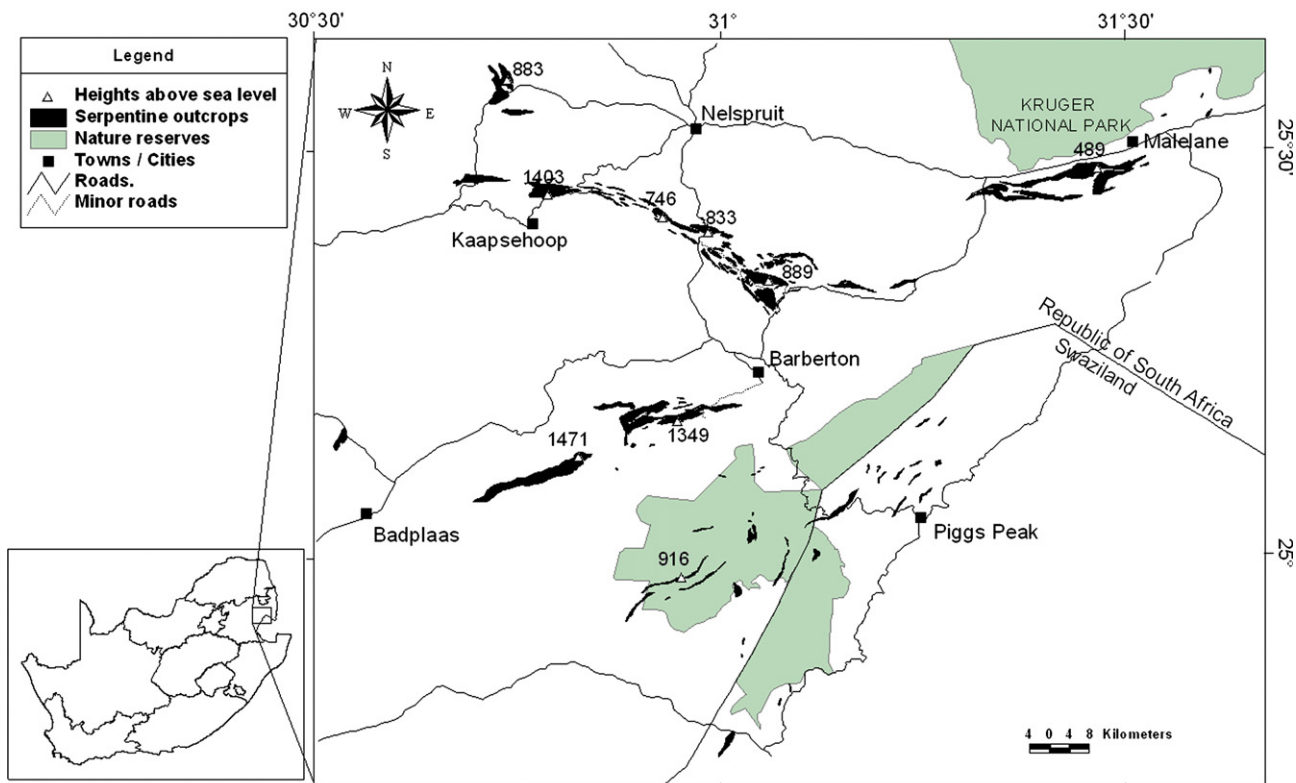 30°30'
31°
31°30'
Legend
Heights above sea level
Serpentine outcrops
Nature reserves
Towns / Cities
Roads.
Minor roads
N
W
E
S
883
Nelspruit
KRUGER
NATIONAL PARK
Malelane
489
25°30'
1403
746
833
Kaapsehoop
889
Barberton
Republic of South Africa
Swaziland
1349
1471
Badplaas
Piggs Peak
916
25°
4 0 4 8 Kilometers